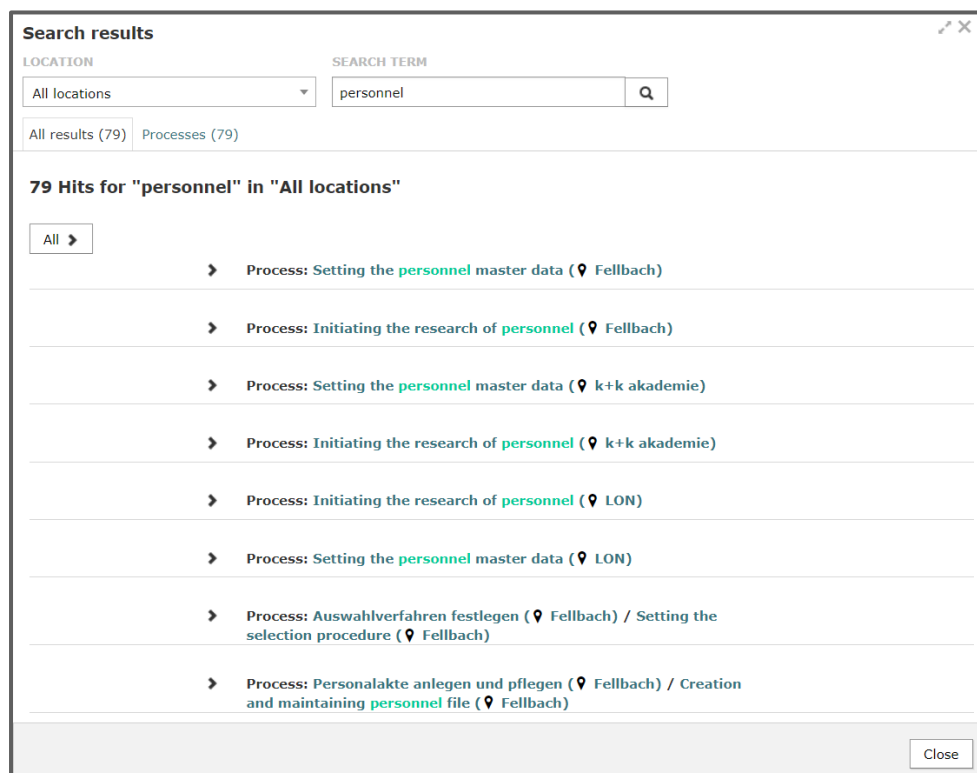 Search results
LOCATION
SEARCH TERM
All locations
personnel
All results (79)
Processes (79)
79 Hits for "personnel" in "All locations"
All
Process: Setting the personnel master data ( Fellbach)
Process: Initiating the research of personnel ( Fellbach)
Process: Setting the personnel master data ( k+k akademie)
Process: Initiating the research of personnel ( k+k akademie)
Process: Initiating the research of personnel ( LON)
Process: Setting the personnel master data ( LON)
Process: Auswahlverfahren festlegen ( Fellbach) / Setting the
selection procedure ( Fellbach)
Process: Personalakte anlegen und pflegen ( Fellbach) / Creation
and maintaining personnel file ( Fellbach)
Close